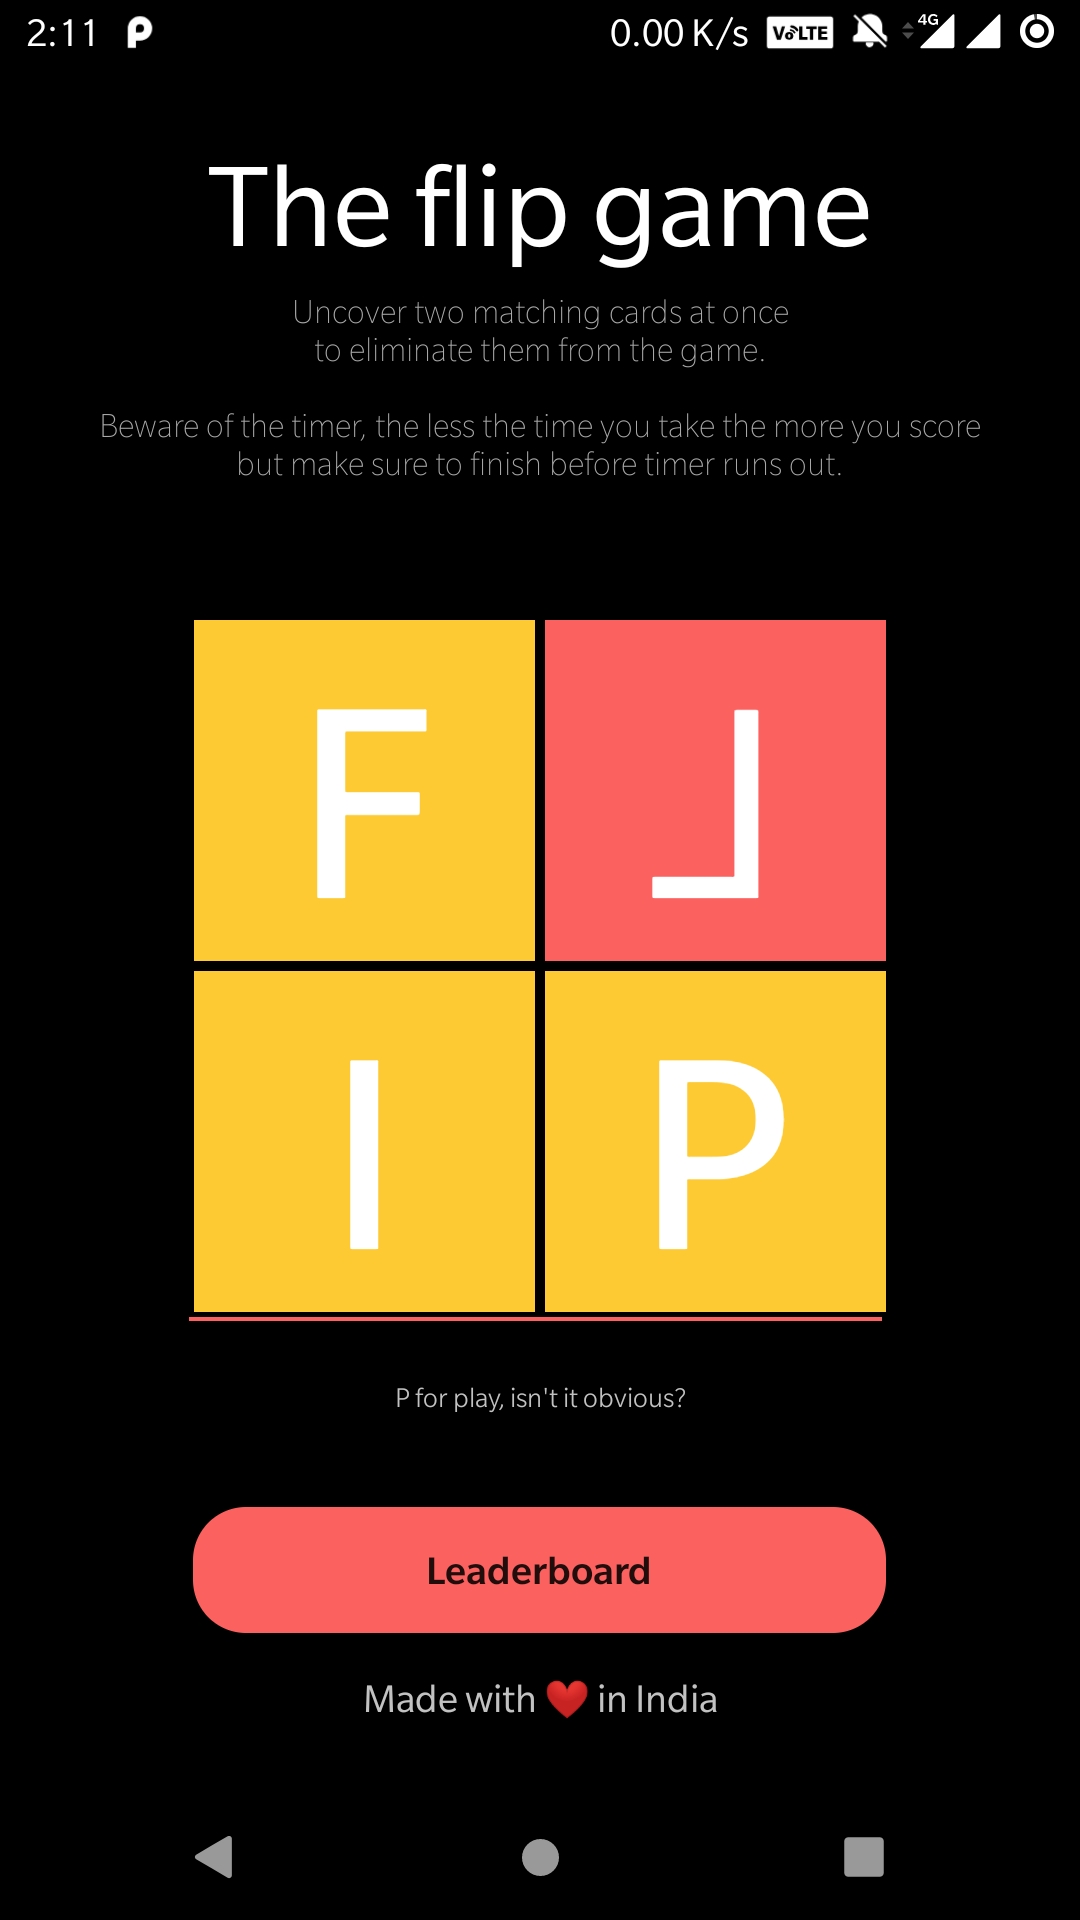 2:11 0.00 K/s VoLTE 4G
The flip game
Uncover two matching cards at once
to eliminate them from the game.
Beware of the timer, the less the time you take the more you score
but make sure to finish before timer runs out.
F L
I P
P for play, isn't it obvious?
Leaderboard
Made with ❤️ in India